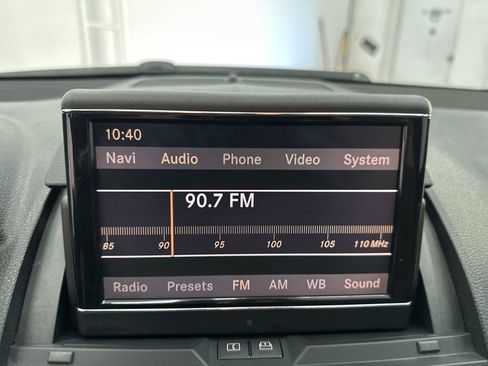 10:40
Navi Audio Phone Video System
90.7 FM
85 90 95 100 105 110 MHz
Radio Presets FM AM WB Sound